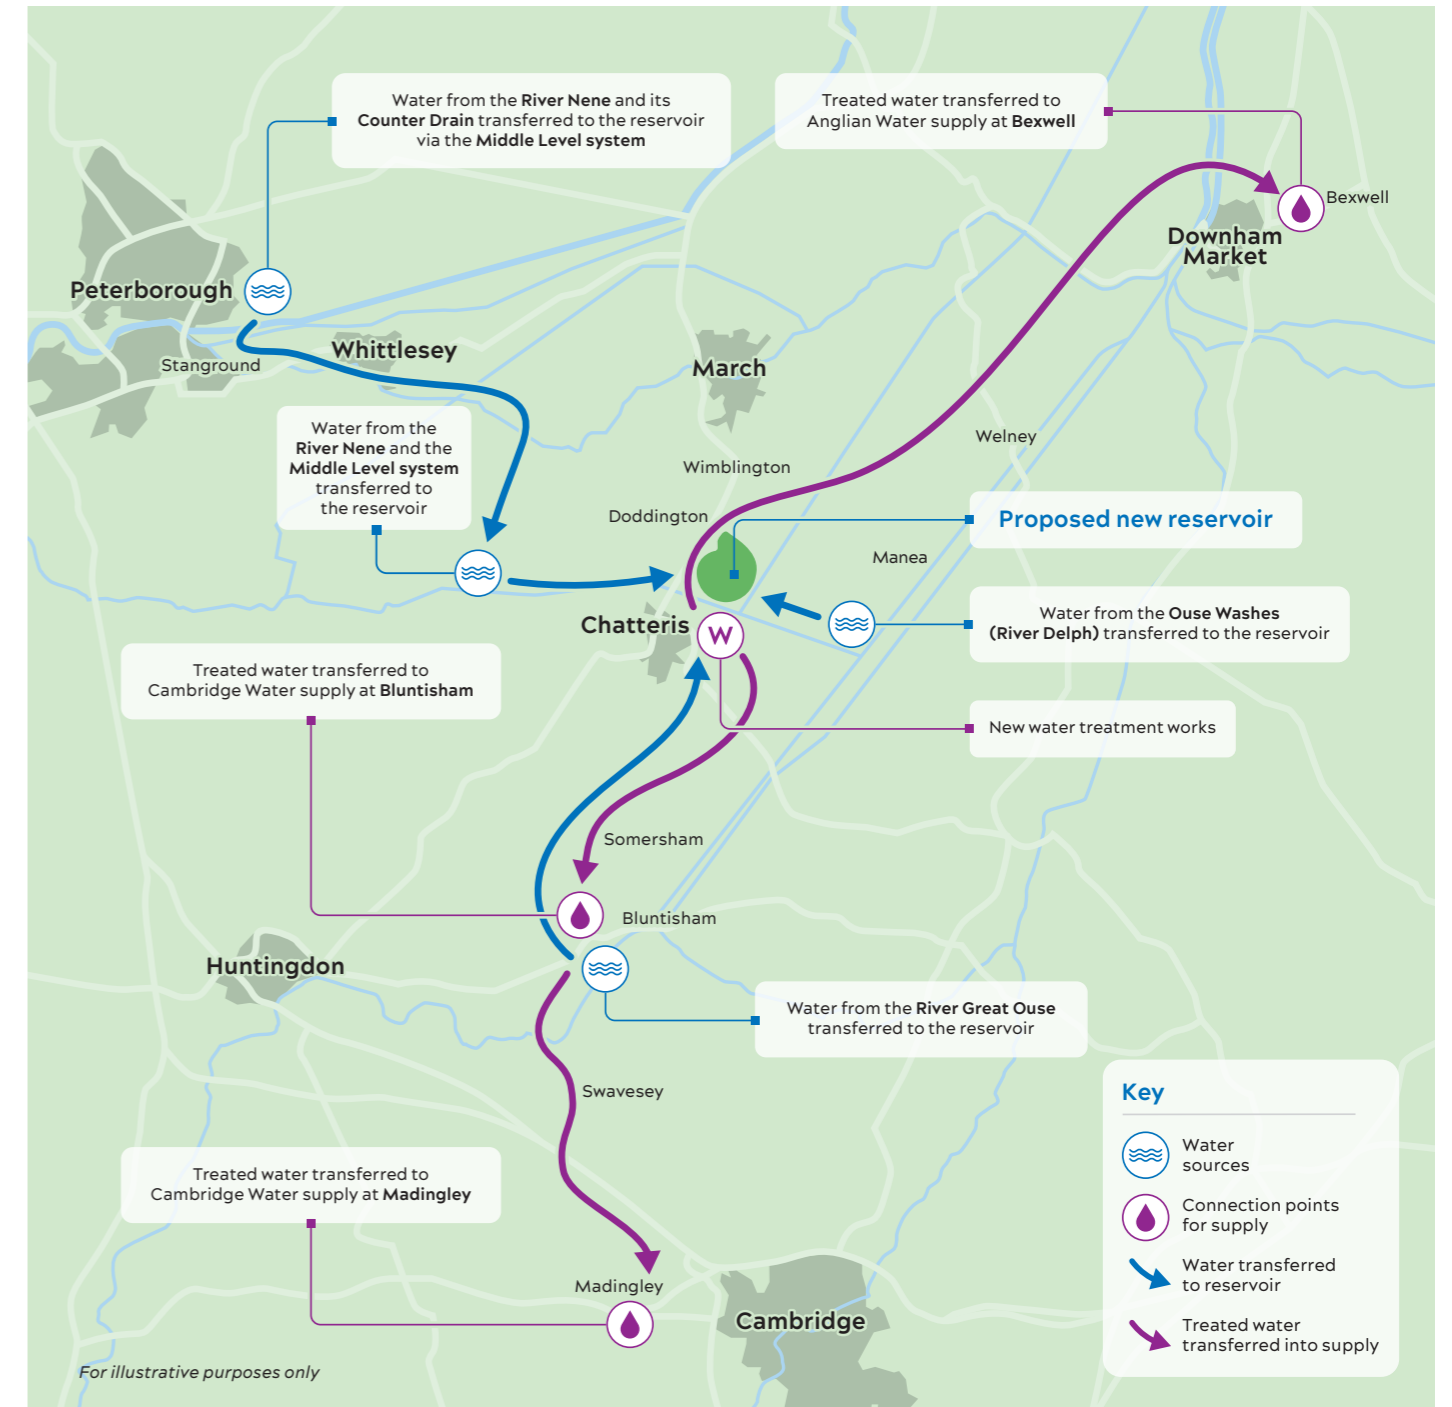 Water from the River Nene and its
Counter Drain transferred to the reservoir
via the Middle Level system
Treated water transferred to
Anglian Water supply at Bexwell
Bexwell
Downham
Market
Peterborough
Whittlesey
Stanground
March
Water from the
River Nene and the
Middle Level system
transferred to
the reservoir
Welney
Wimblington
Doddington
Proposed new reservoir
Manea
Chatteris
W
Water from the Ouse Washes
(River Delph) transferred to the reservoir
Treated water transferred to
Cambridge Water supply at Bluntisham
New water treatment works
Somersham
Bluntisham
Huntingdon
Water from the River Great Ouse
transferred to the reservoir
Swavesey
Treated water transferred to
Cambridge Water supply at Madingley
Madingley
Cambridge
For illustrative purposes only
Key
Water
sources
Connection points
for supply
Water transferred
to reservoir
Treated water
transferred into supply